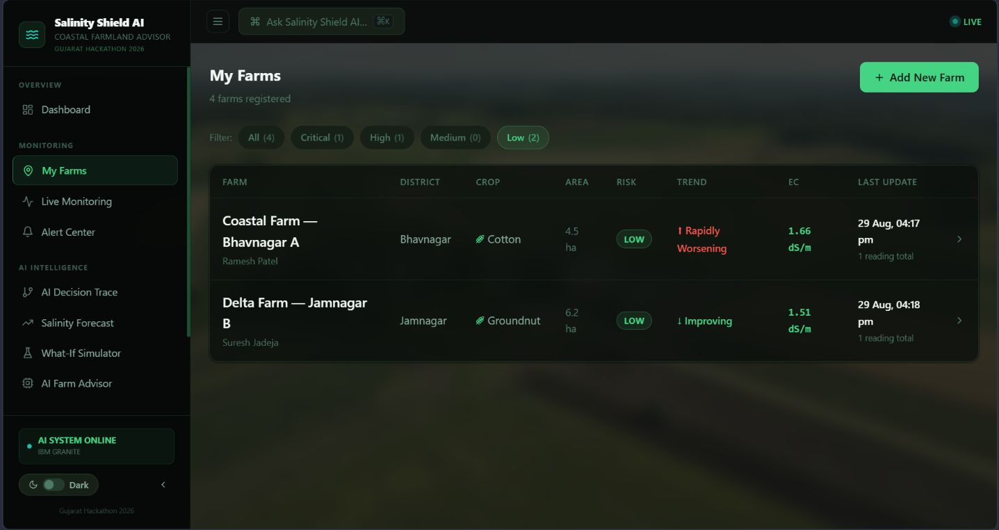 Salinity Shield AI
COASTAL FARMLAND ADVISOR
GUJARAT HACKATHON 2026
⌘ Ask Salinity Shield AI... ⌘K
LIVE
OVERVIEW
Dashboard
MONITORING
My Farms
Live Monitoring
Alert Center
AI INTELLIGENCE
AI Decision Trace
Salinity Forecast
What-If Simulator
AI Farm Advisor
AI SYSTEM ONLINE
IBM GRANITE
Dark
Gujarat Hackathon 2026
My Farms
4 farms registered
+ Add New Farm
Filter: All (4) Critical (1) High (1) Medium (0) Low (2)
FARM DISTRICT CROP AREA RISK TREND EC LAST UPDATE
Coastal Farm —
Bhavnagar A
Ramesh Patel
Bhavnagar
Cotton
4.5
ha
LOW
↑ Rapidly
Worsening
1.66
dS/m
29 Aug, 04:17
pm
1 reading total
Delta Farm — Jamnagar
B
Suresh Jadeja
Jamnagar
Groundnut
6.2
ha
LOW
↓ Improving
1.51
dS/m
29 Aug, 04:18
pm
1 reading total